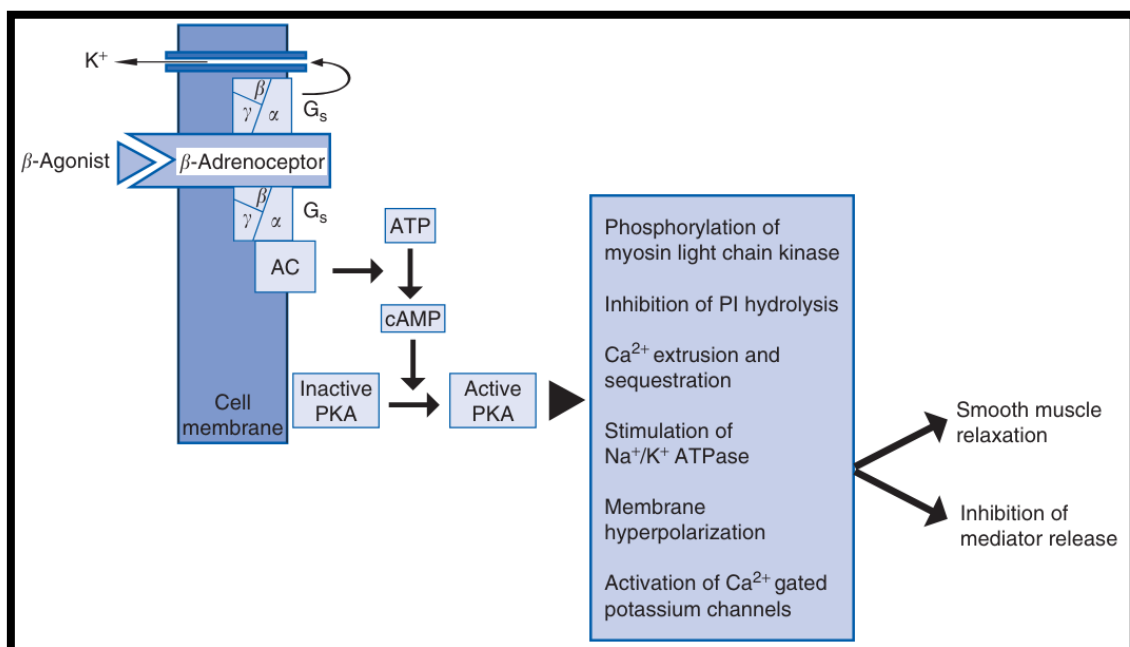 K⁺
β
γ α
Gs
β-Agonist
β-Adrenoceptor
β
γ α
Gs
AC
ATP
cAMP
Inactive
PKA
Active
PKA
Cell
membrane
Phosphorylation of
myosin light chain kinase
Inhibition of PI hydrolysis
Ca²⁺ extrusion and
sequestration
Stimulation of
Na⁺/K⁺ ATPase
Membrane
hyperpolarization
Activation of Ca²⁺ gated
potassium channels
Smooth muscle
relaxation
Inhibition of
mediator release